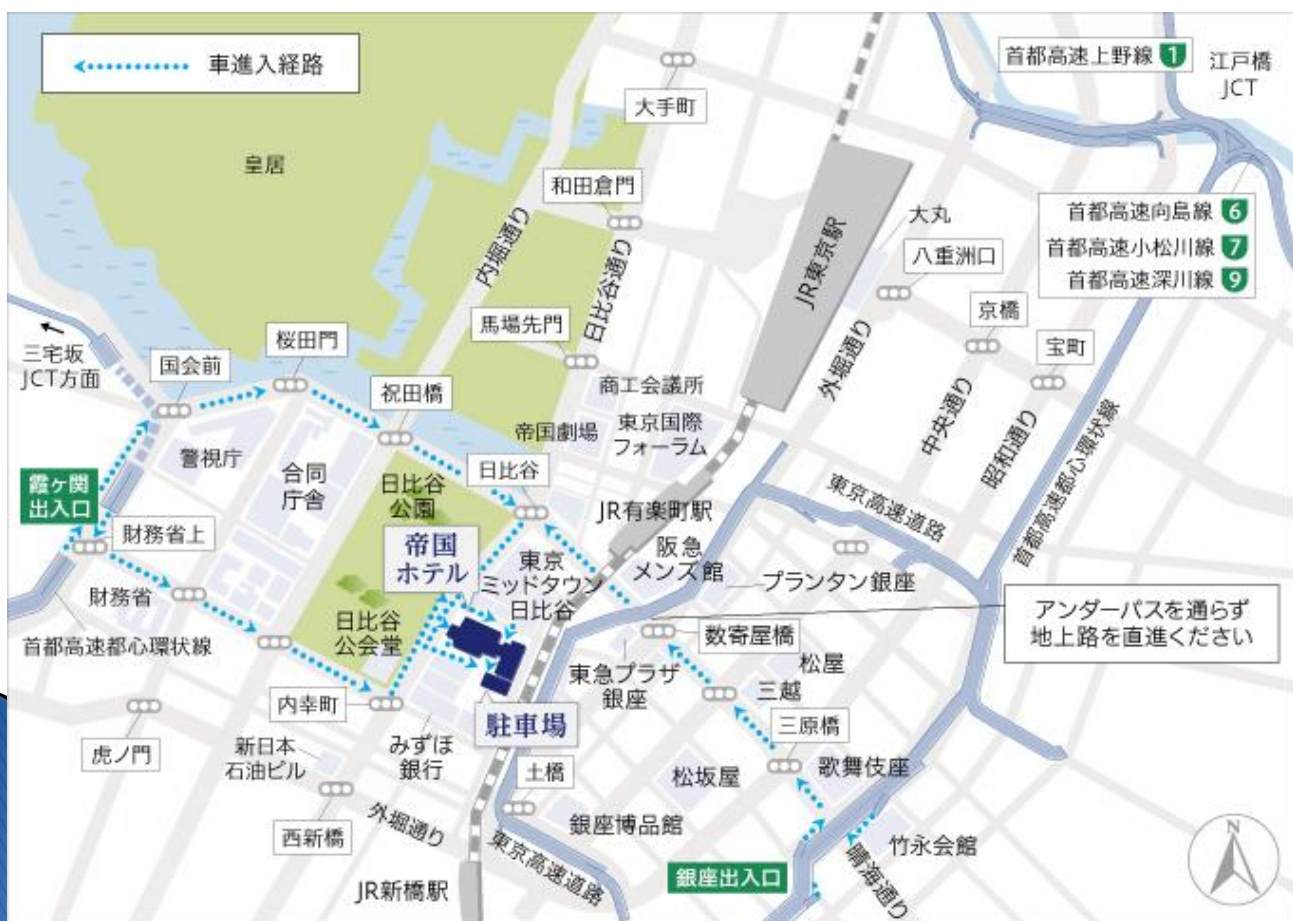 車進入経路
首都高速上野線 1
江戸橋
JCT
大手町
皇居
和田倉門
首都高速向島線 6
首都高速小松川線 7
首都高速深川線 9
大丸
八重洲口
JR東京駅
内堀通り
日比谷通り
京橋
宝町
馬場先門
外堀通り
中央通り
昭和通り
首都高速都心環状線
三宅坂
JCT方面
国会前
桜田門
祝田橋
商工会議所
帝国劇場
東京国際
フォーラム
警視庁
合同
庁舎
日比谷
公園
日比谷
霞ヶ関
出入口
財務省上
JR有楽町駅
東京高速道路
帝国
ホテル
東京
ミッドタウン
日比谷
阪急
メンズ館
プランタン銀座
財務省
首都高速都心環状線
日比谷
公会堂
アンダーパスを通らず
地上路を直進ください
数寄屋橋
東急プラザ
銀座
松屋
三越
内幸町
駐車場
三原橋
虎ノ門
新日本
石油ビル
みずほ
銀行
土橋
松坂屋
歌舞伎座
西新橋
外堀通り
銀座博品館
竹永会館
JR新橋駅
東京高速道路
銀座出入口
晴海通り
N